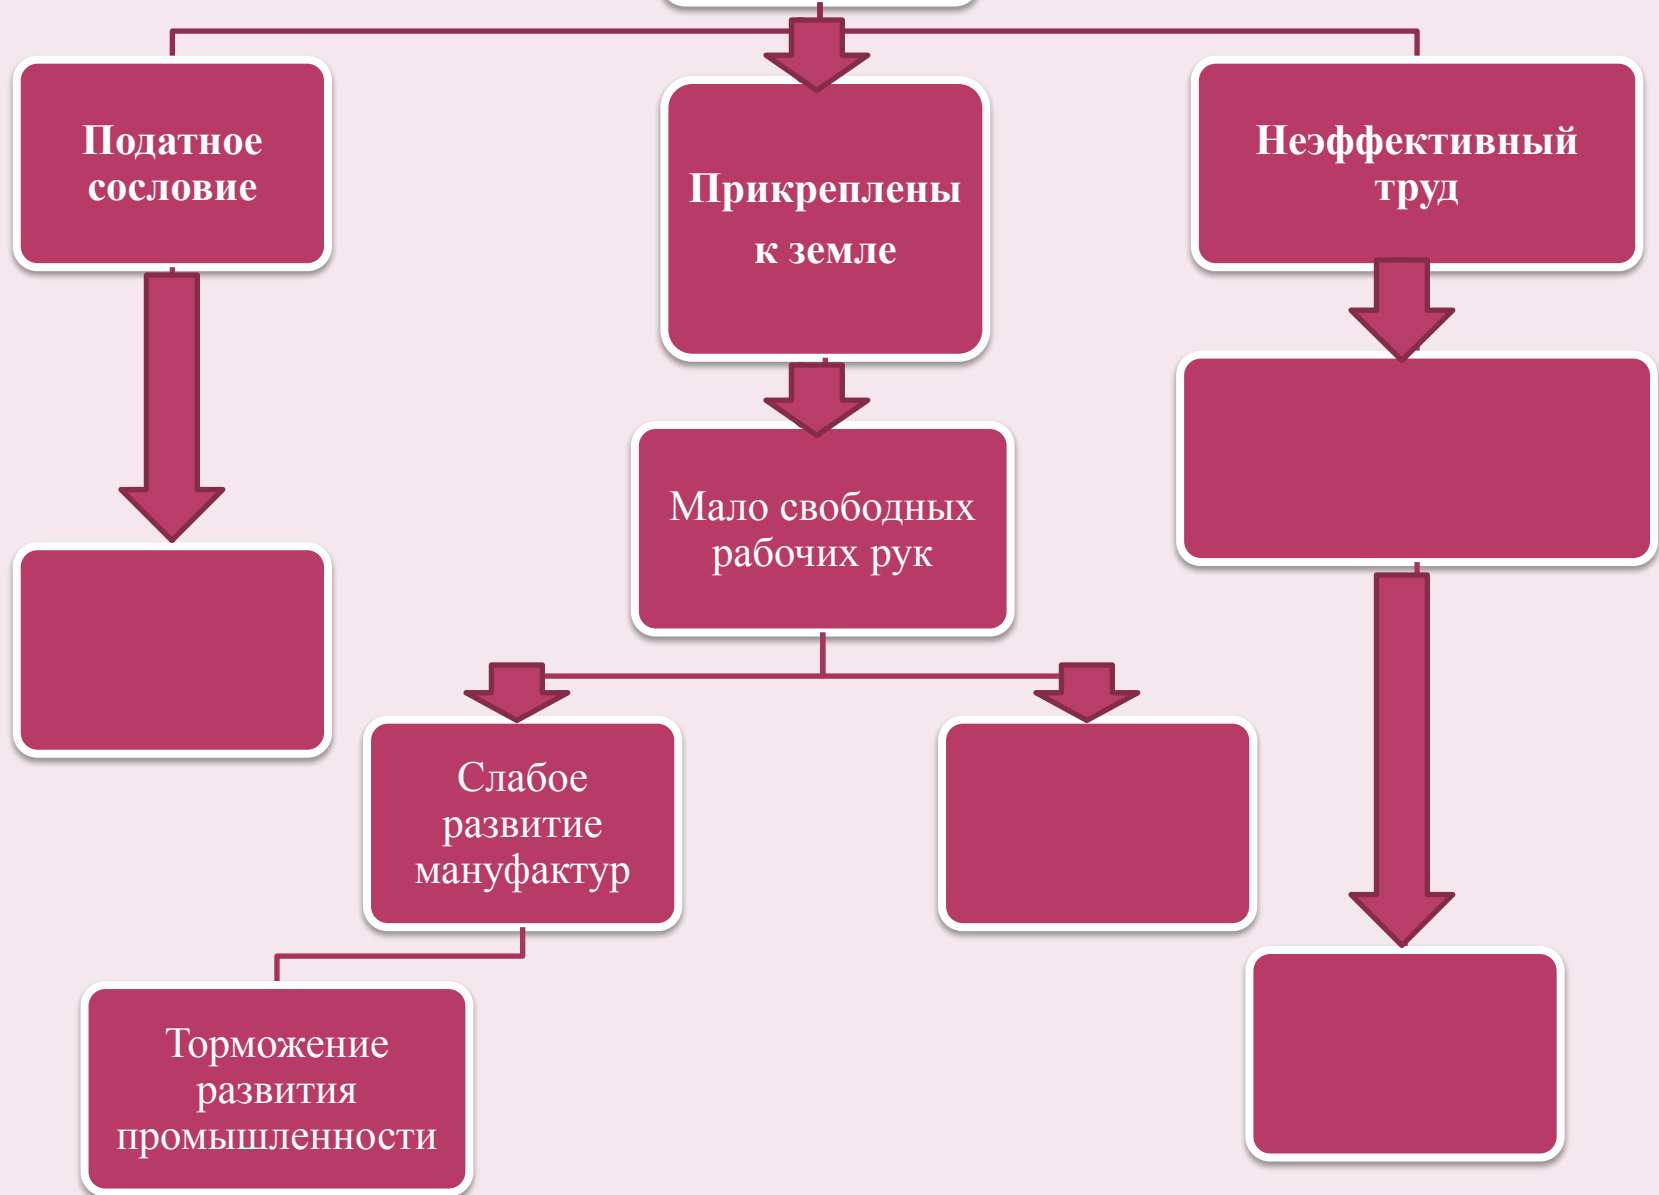 Податное
сословие
Прикреплены
к земле
Неэффективный
труд
Мало свободных
рабочих рук
Слабое
развитие
мануфактур
Торможение
развития
промышленности